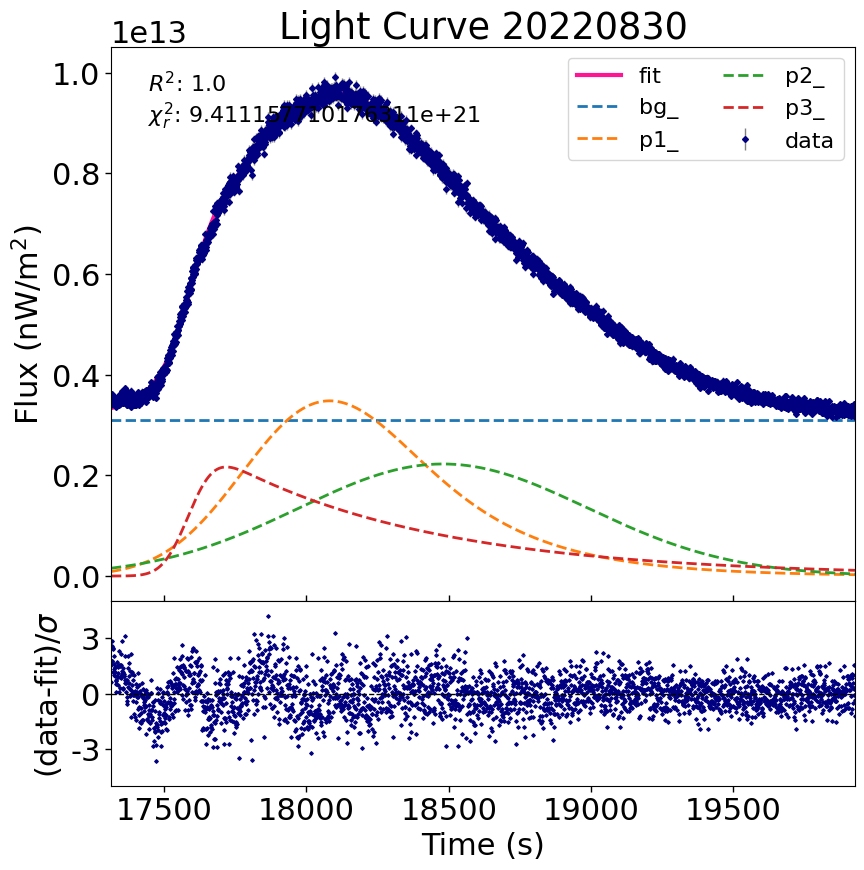 Light Curve 20220830
1e13
R²: 1.0
χ²ᵣ: 9.411157710176311e+21
fit
bg_
p1_
p2_
p3_
data
1.0
0.8
0.6
0.4
0.2
0.0
Flux (nW/m²)
3
0
-3
(data-fit)/σ
17500 18000 18500 19000 19500
Time (s)